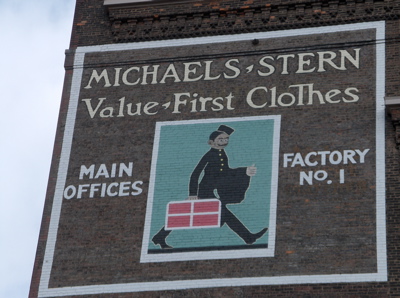 MICHAELS-STERN
Value-First Clothes
MAIN
OFFICES
FACTORY
No. 1